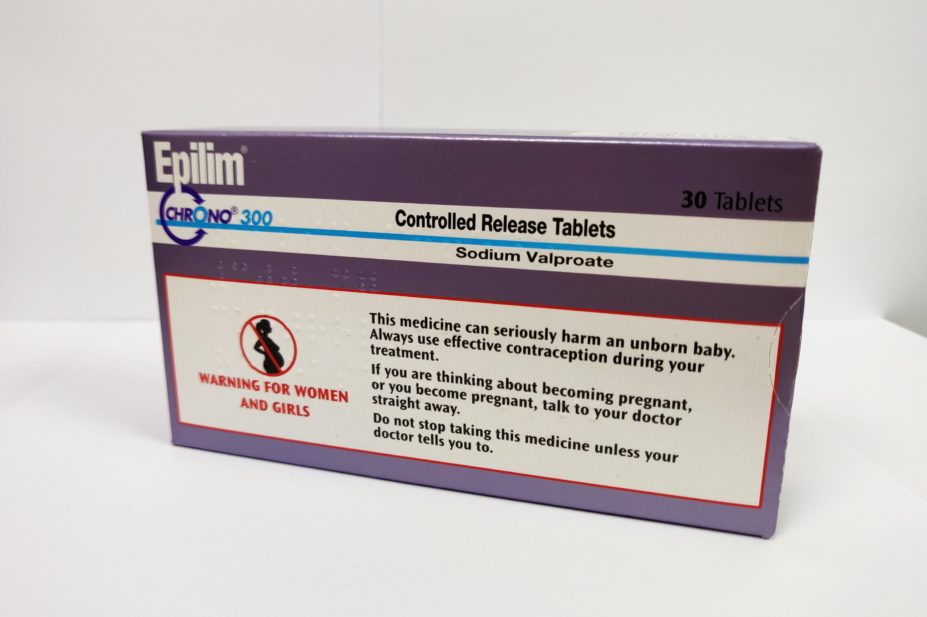 Epilim®
CHRONO® 300
30 Tablets
Controlled Release Tablets
Sodium Valproate
WARNING FOR WOMEN
AND GIRLS
This medicine can seriously harm an unborn baby.
Always use effective contraception during your
treatment.
If you are thinking about becoming pregnant,
or you become pregnant, talk to your doctor
straight away.
Do not stop taking this medicine unless your
doctor tells you to.